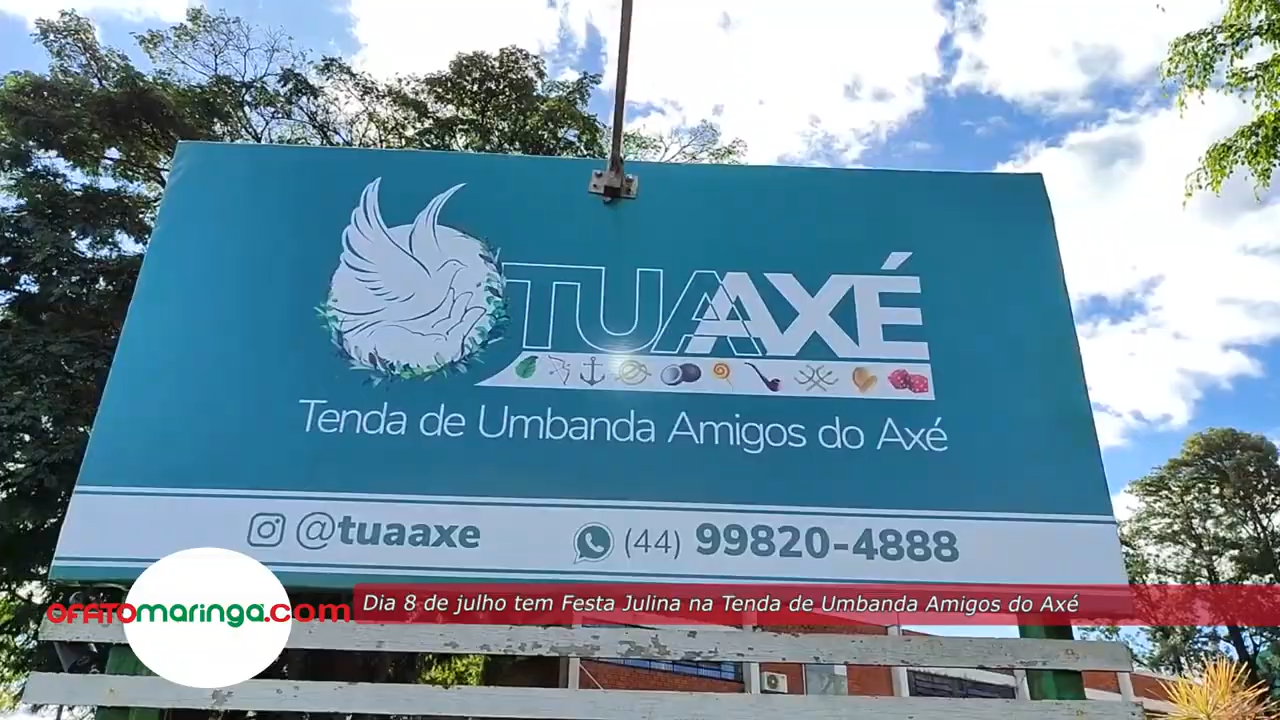 TUAAXÉ
Tenda de Umbanda Amigos do Axé
@tuaaxe (44) 99820-4888
OFATOmaringa.com
Dia 8 de julho tem Festa Julina na Tenda de Umbanda Amigos do Axé